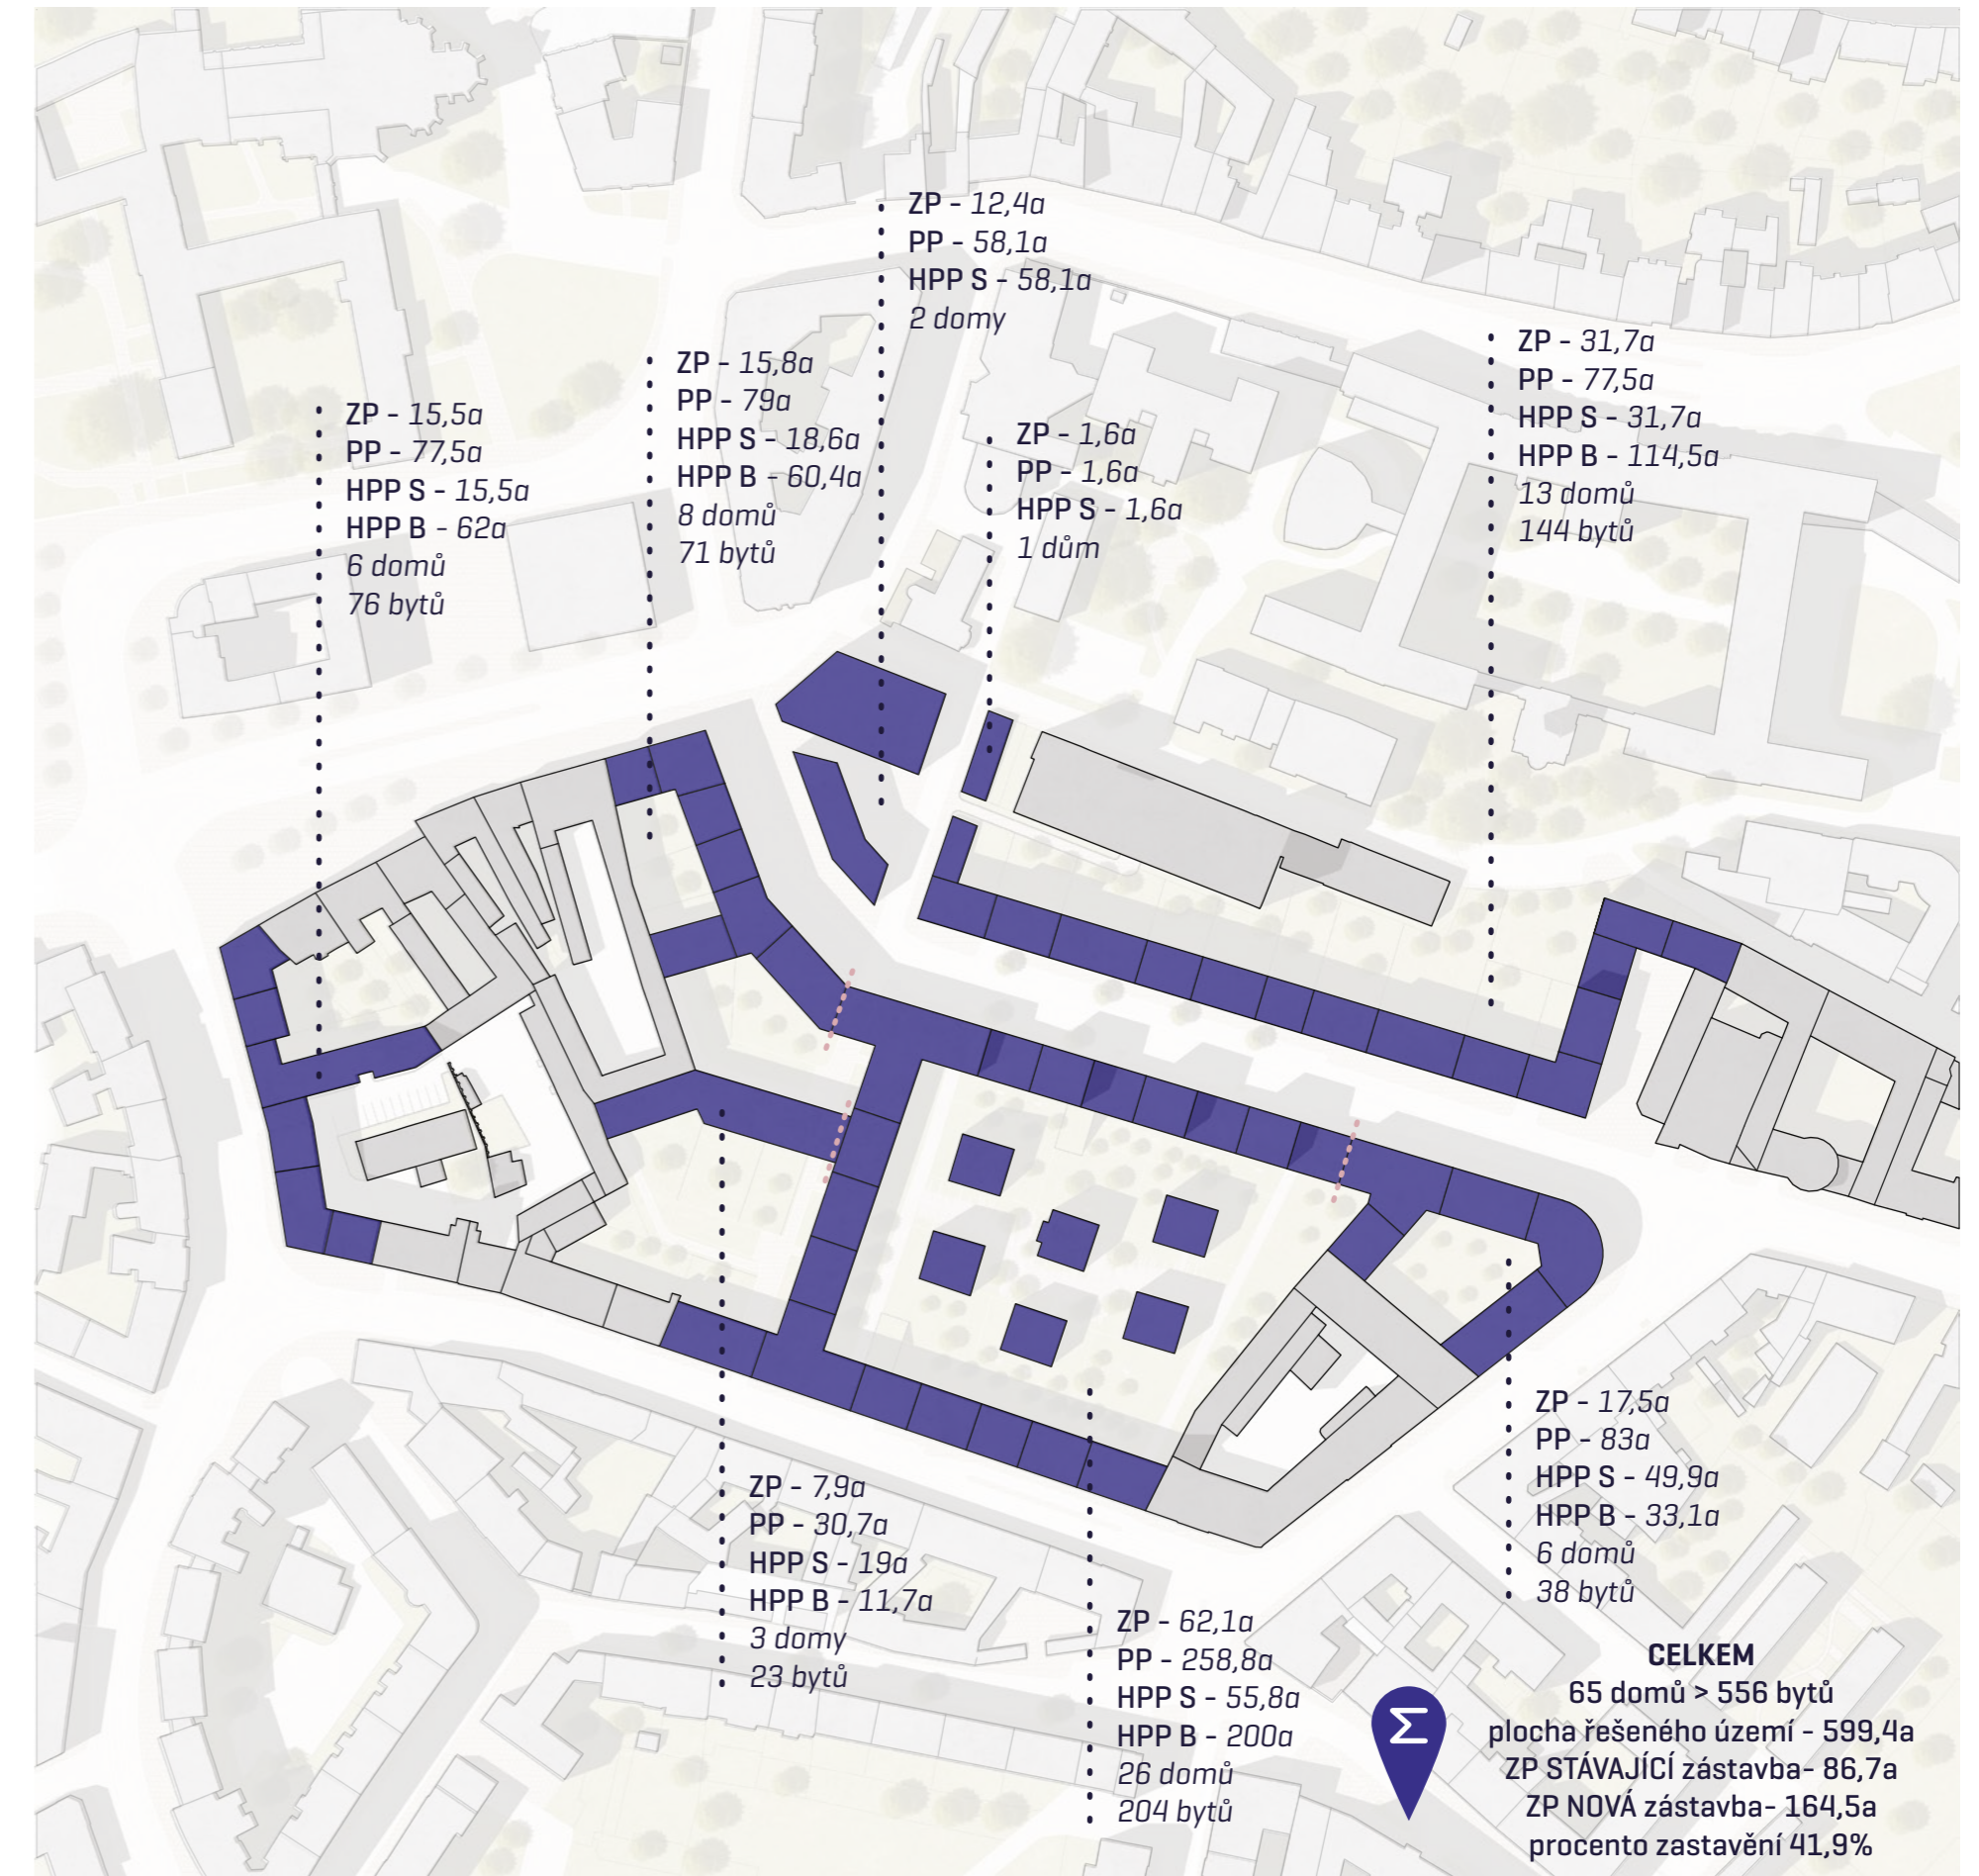 ZP - 12,4a
PP - 58,1a
HPP S - 58,1a
2 domy
ZP - 15,8a
PP - 79a
HPP S - 18,6a
HPP B - 60,4a
8 domů
71 bytů
ZP - 15,5a
PP - 77,5a
HPP S - 15,5a
HPP B - 62a
6 domů
76 bytů
ZP - 1,6a
PP - 1,6a
HPP S - 1,6a
1 dům
ZP - 31,7a
PP - 77,5a
HPP S - 31,7a
HPP B - 114,5a
13 domů
144 bytů
ZP - 7,9a
PP - 30,7a
HPP S - 19a
HPP B - 11,7a
3 domy
23 bytů
ZP - 62,1a
PP - 258,8a
HPP S - 55,8a
HPP B - 200a
26 domů
204 bytů
ZP - 17,5a
PP - 83a
HPP S - 49,9a
HPP B - 33,1a
6 domů
38 bytů
Σ
CELKEM
65 domů > 556 bytů
plocha řešeného území - 599,4a
ZP STÁVAJÍCÍ zástavba- 86,7a
ZP NOVÁ zástavba- 164,5a
procento zastavění 41,9%